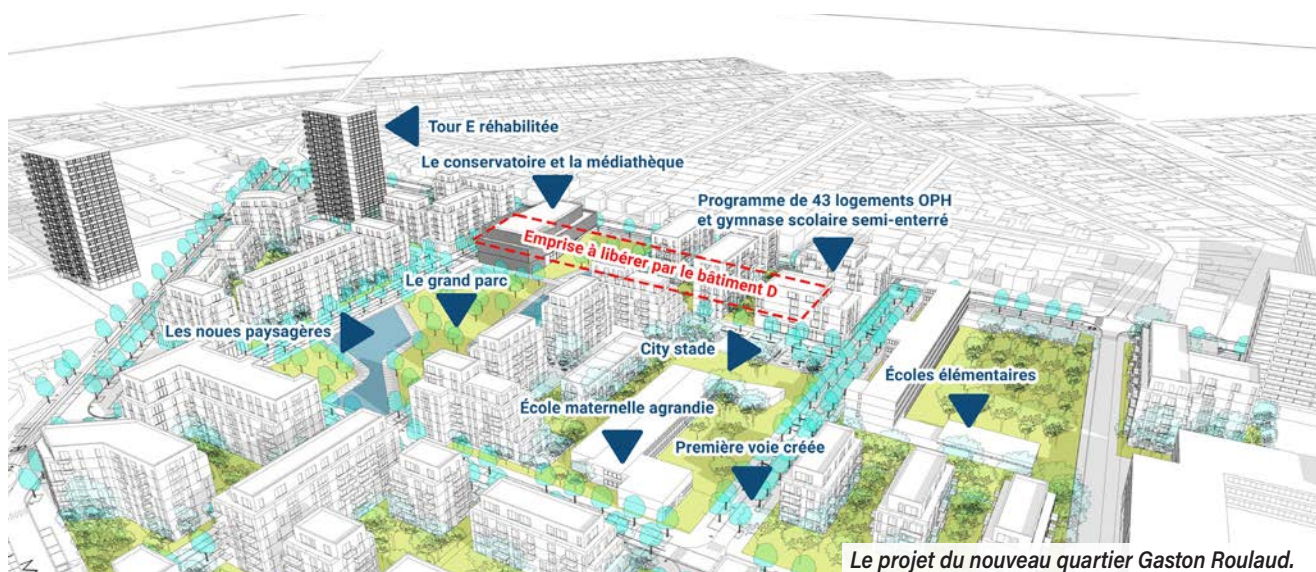 Tour E réhabilitée
Le conservatoire et la médiathèque
Programme de 43 logements OPH
et gymnase scolaire semi-enterré
Emprise à libérer par le bâtiment D
Le grand parc
Les noues paysagères
City stade
Écoles élémentaires
École maternelle agrandie
Première voie créée
Le projet du nouveau quartier Gaston Roulaud.